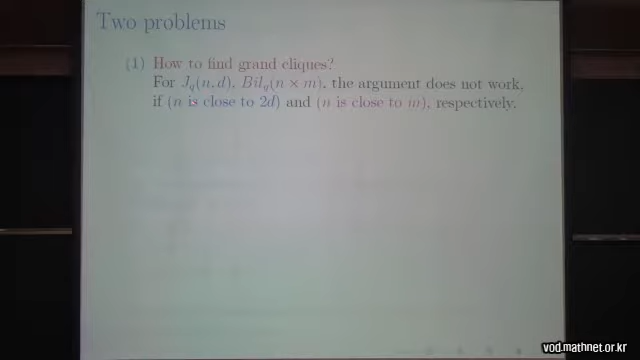 Two problems
(1) How to find grand cliques?
For J_q(n, d), Bil_q(n × m), the argument does not work,
if (n is close to 2d) and (n is close to m), respectively.
vod.mathnet.or.kr